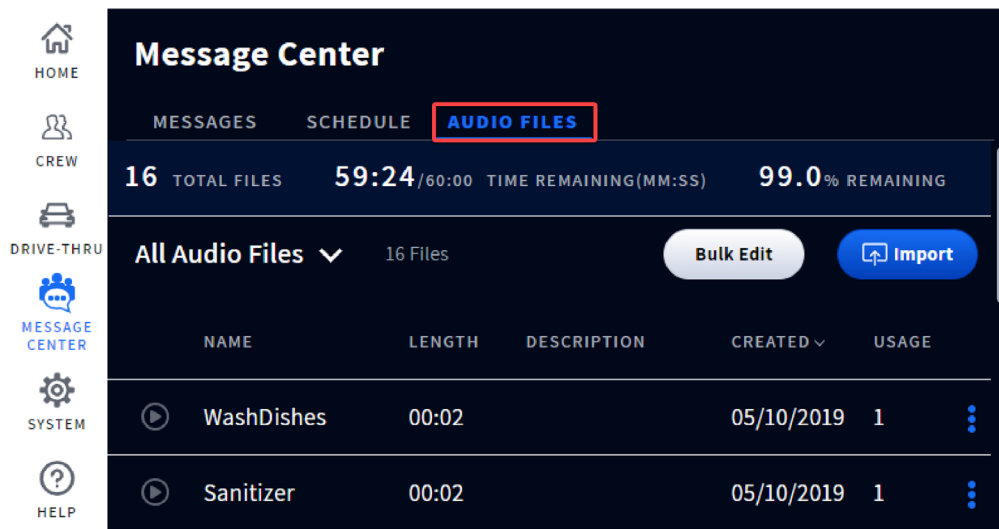 HOME
CREW
DRIVE-THRU
MESSAGE
CENTER
SYSTEM
HELP
Message Center
MESSAGES SCHEDULE AUDIO FILES
16 TOTAL FILES 59:24/60:00 TIME REMAINING(MM:SS) 99.0% REMAINING
All Audio Files 16 Files Bulk Edit Import
NAME LENGTH DESCRIPTION CREATED USAGE
WashDishes 00:02 05/10/2019 1
Sanitizer 00:02 05/10/2019 1